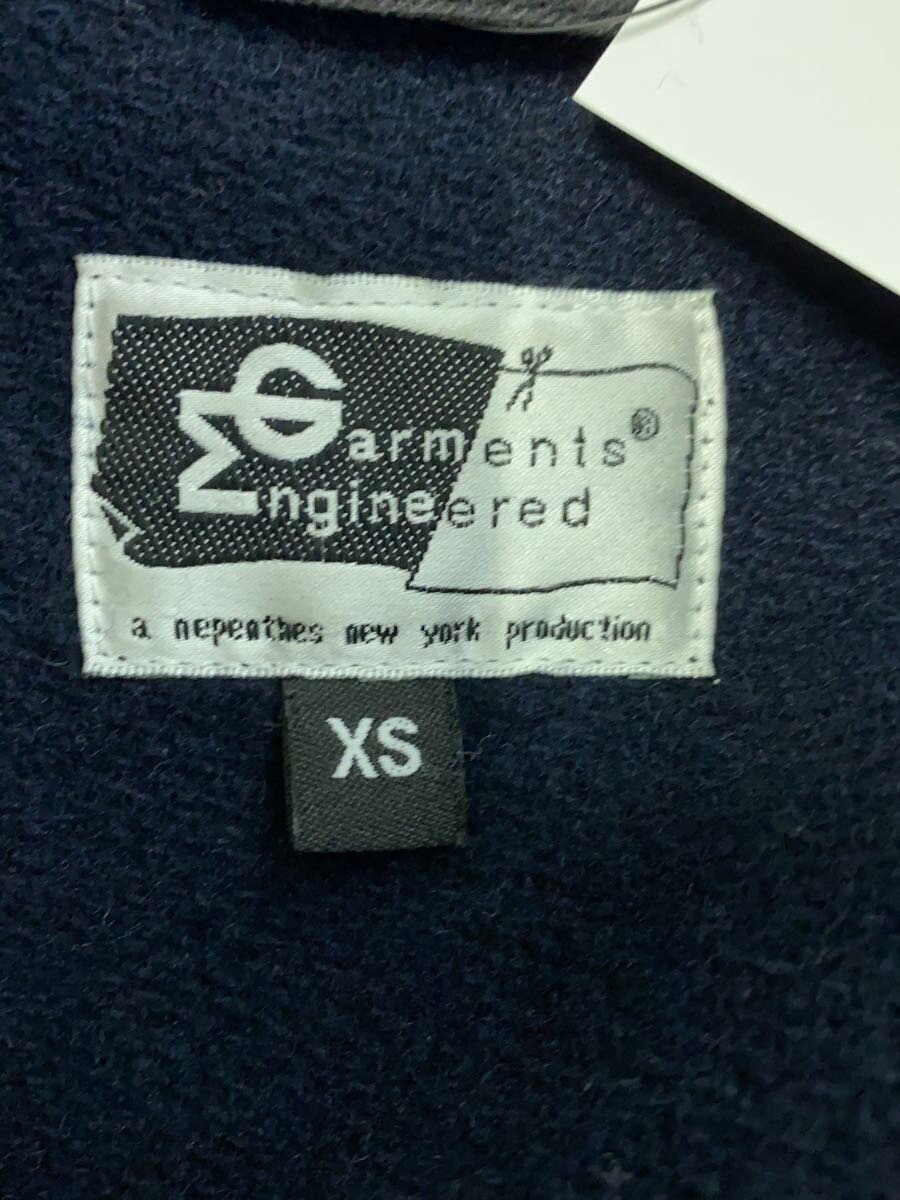 Garments®
Engineered
a nepenthes new york production
XS